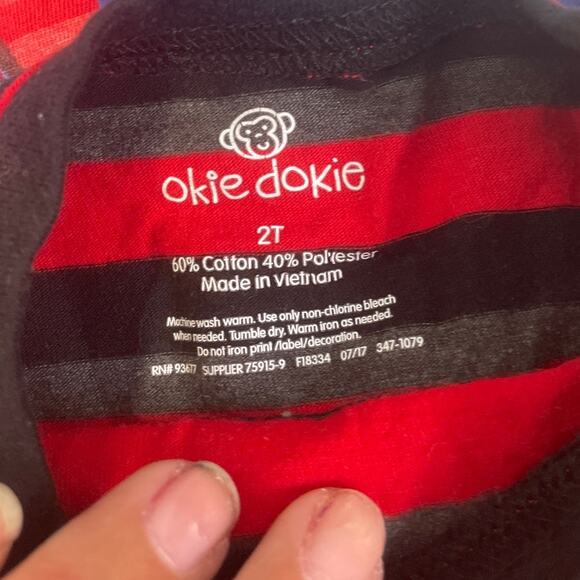 okie dokie
2T
60% Cotton 40% Polyester
Made in Vietnam
Machine wash warm. Use only non-chlorine bleach
when needed. Tumble dry. Warm iron as needed.
Do not iron print /label/decoration.
RN# 93677 SUPPLIER 75915-9 F18334 07/17 347-1079